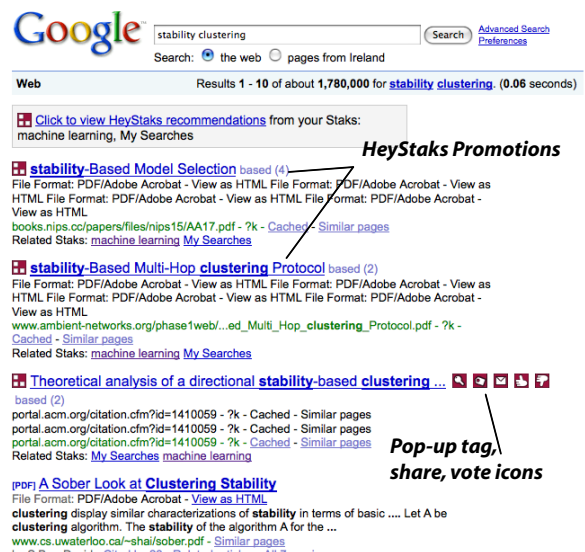 Google™
stability clustering Search Advanced Search
Preferences
Search: the web pages from Ireland
Web Results 1 - 10 of about 1,780,000 for stability clustering. (0.06 seconds)
Click to view HeyStaks recommendations from your Staks:
machine learning, My Searches
HeyStaks Promotions
stability-Based Model Selection based (4)
File Format: PDF/Adobe Acrobat - View as HTML File Format: PDF/Adobe Acrobat - View as
HTML File Format: PDF/Adobe Acrobat - View as HTML File Format: PDF/Adobe Acrobat -
View as HTML
books.nips.cc/papers/files/nips15/AA17.pdf - ?k - Cached - Similar pages
Related Staks: machine learning My Searches
stability-Based Multi-Hop clustering Protocol based (2)
File Format: PDF/Adobe Acrobat - View as HTML File Format: PDF/Adobe Acrobat - View as
HTML File Format: PDF/Adobe Acrobat - View as HTML File Format: PDF/Adobe Acrobat -
View as HTML
www.ambient-networks.org/phase1web/...ed_Multi_Hop_clustering_Protocol.pdf - ?k -
Cached - Similar pages
Related Staks: machine learning My Searches
Theoretical analysis of a directional stability-based clustering ...
based (2)
portal.acm.org/citation.cfm?id=1410059 - ?k - Cached - Similar pages
portal.acm.org/citation.cfm?id=1410059 - ?k - Cached - Similar pages
portal.acm.org/citation.cfm?id=1410059 - ?k - Cached - Similar pages
Related Staks: My Searches machine learning
Pop-up tag,
share, vote icons
[PDF] A Sober Look at Clustering Stability
File Format: PDF/Adobe Acrobat - View as HTML
clustering display similar characterizations of stability in terms of basic .... Let A be
clustering algorithm. The stability of the algorithm A for the ...
www.cs.uwaterloo.ca/~shai/sober.pdf - Similar pages